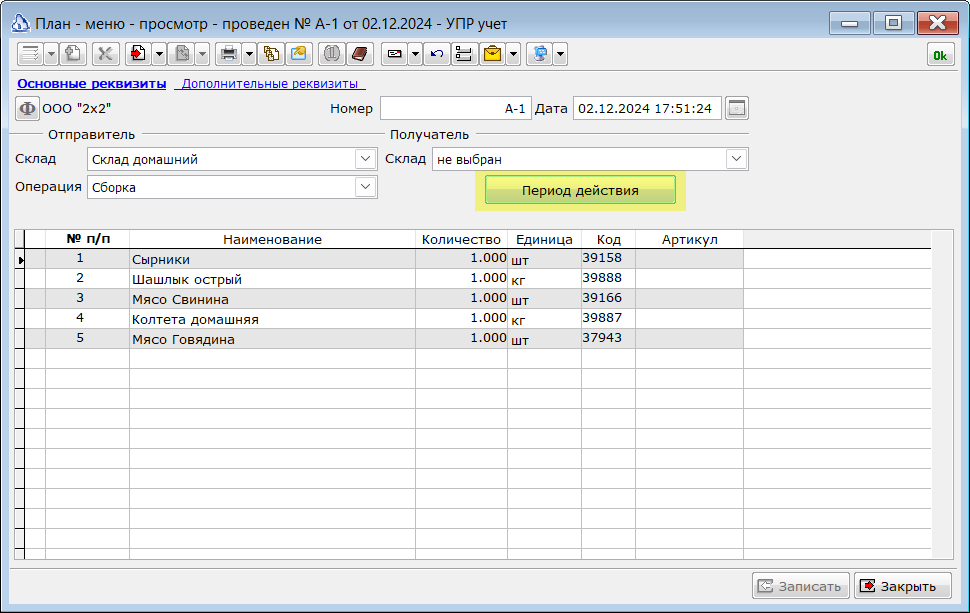 План - меню - просмотр - проведен № А-1 от 02.12.2024 - УПР учет
Ok
Основные реквизиты Дополнительные реквизиты
Ф ООО "2x2" Номер А-1 Дата 02.12.2024 17:51:24
Отправитель Получатель
Склад Склад домашний Склад не выбран
Операция Сборка Период действия
№ п/п Наименование Количество Единица Код Артикул
1 Сырники 1.000 шт 39158
2 Шашлык острый 1.000 кг 39888
3 Мясо Свинина 1.000 шт 39166
4 Колтета домашняя 1.000 кг 39887
5 Мясо Говядина 1.000 шт 37943
Записать Закрыть